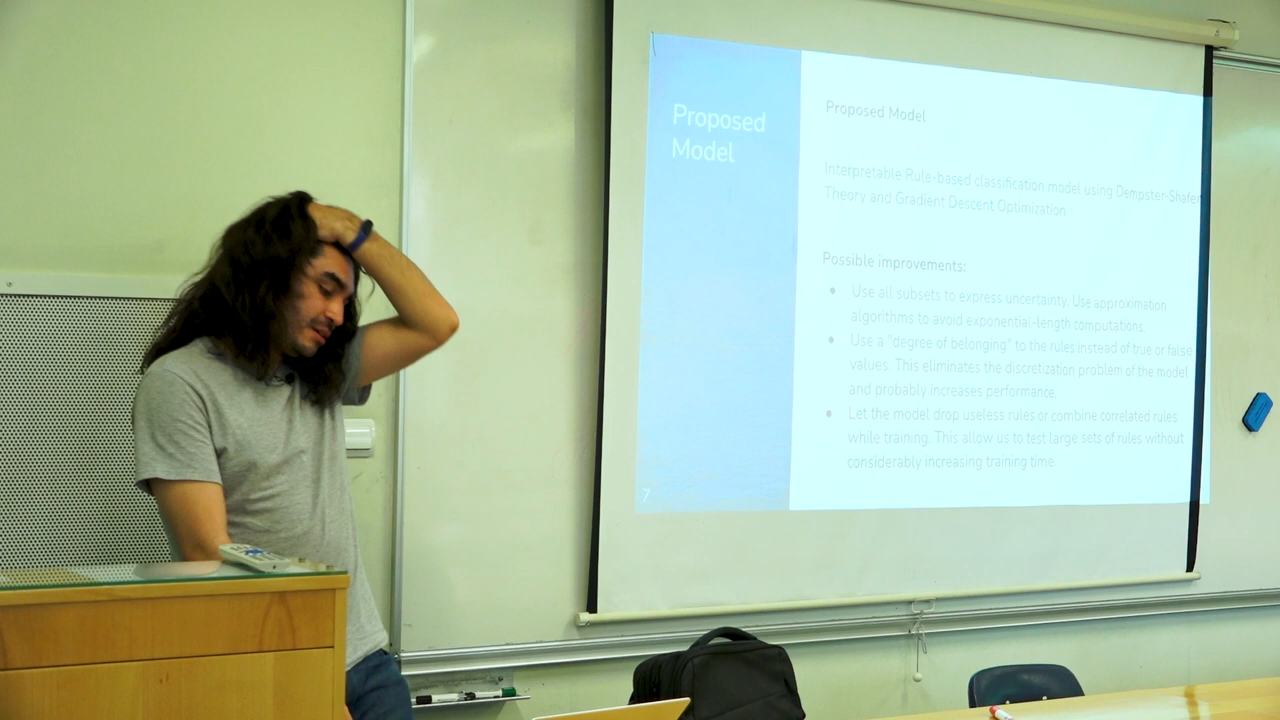 Proposed
Model
7
Proposed Model
Interpretable Rule-based classification model using Dempster-Shafer
Theory and Gradient Descent Optimization
Possible improvements:
• Use all subsets to express uncertainty. Use approximation
algorithms to avoid exponential-length computations.
• Use a "degree of belonging" to the rules instead of true or false
values. This eliminates the discretization problem of the model
and probably increases performance.
• Let the model drop useless rules or combine correlated rules
while training. This allow us to test large sets of rules without
considerably increasing training time.